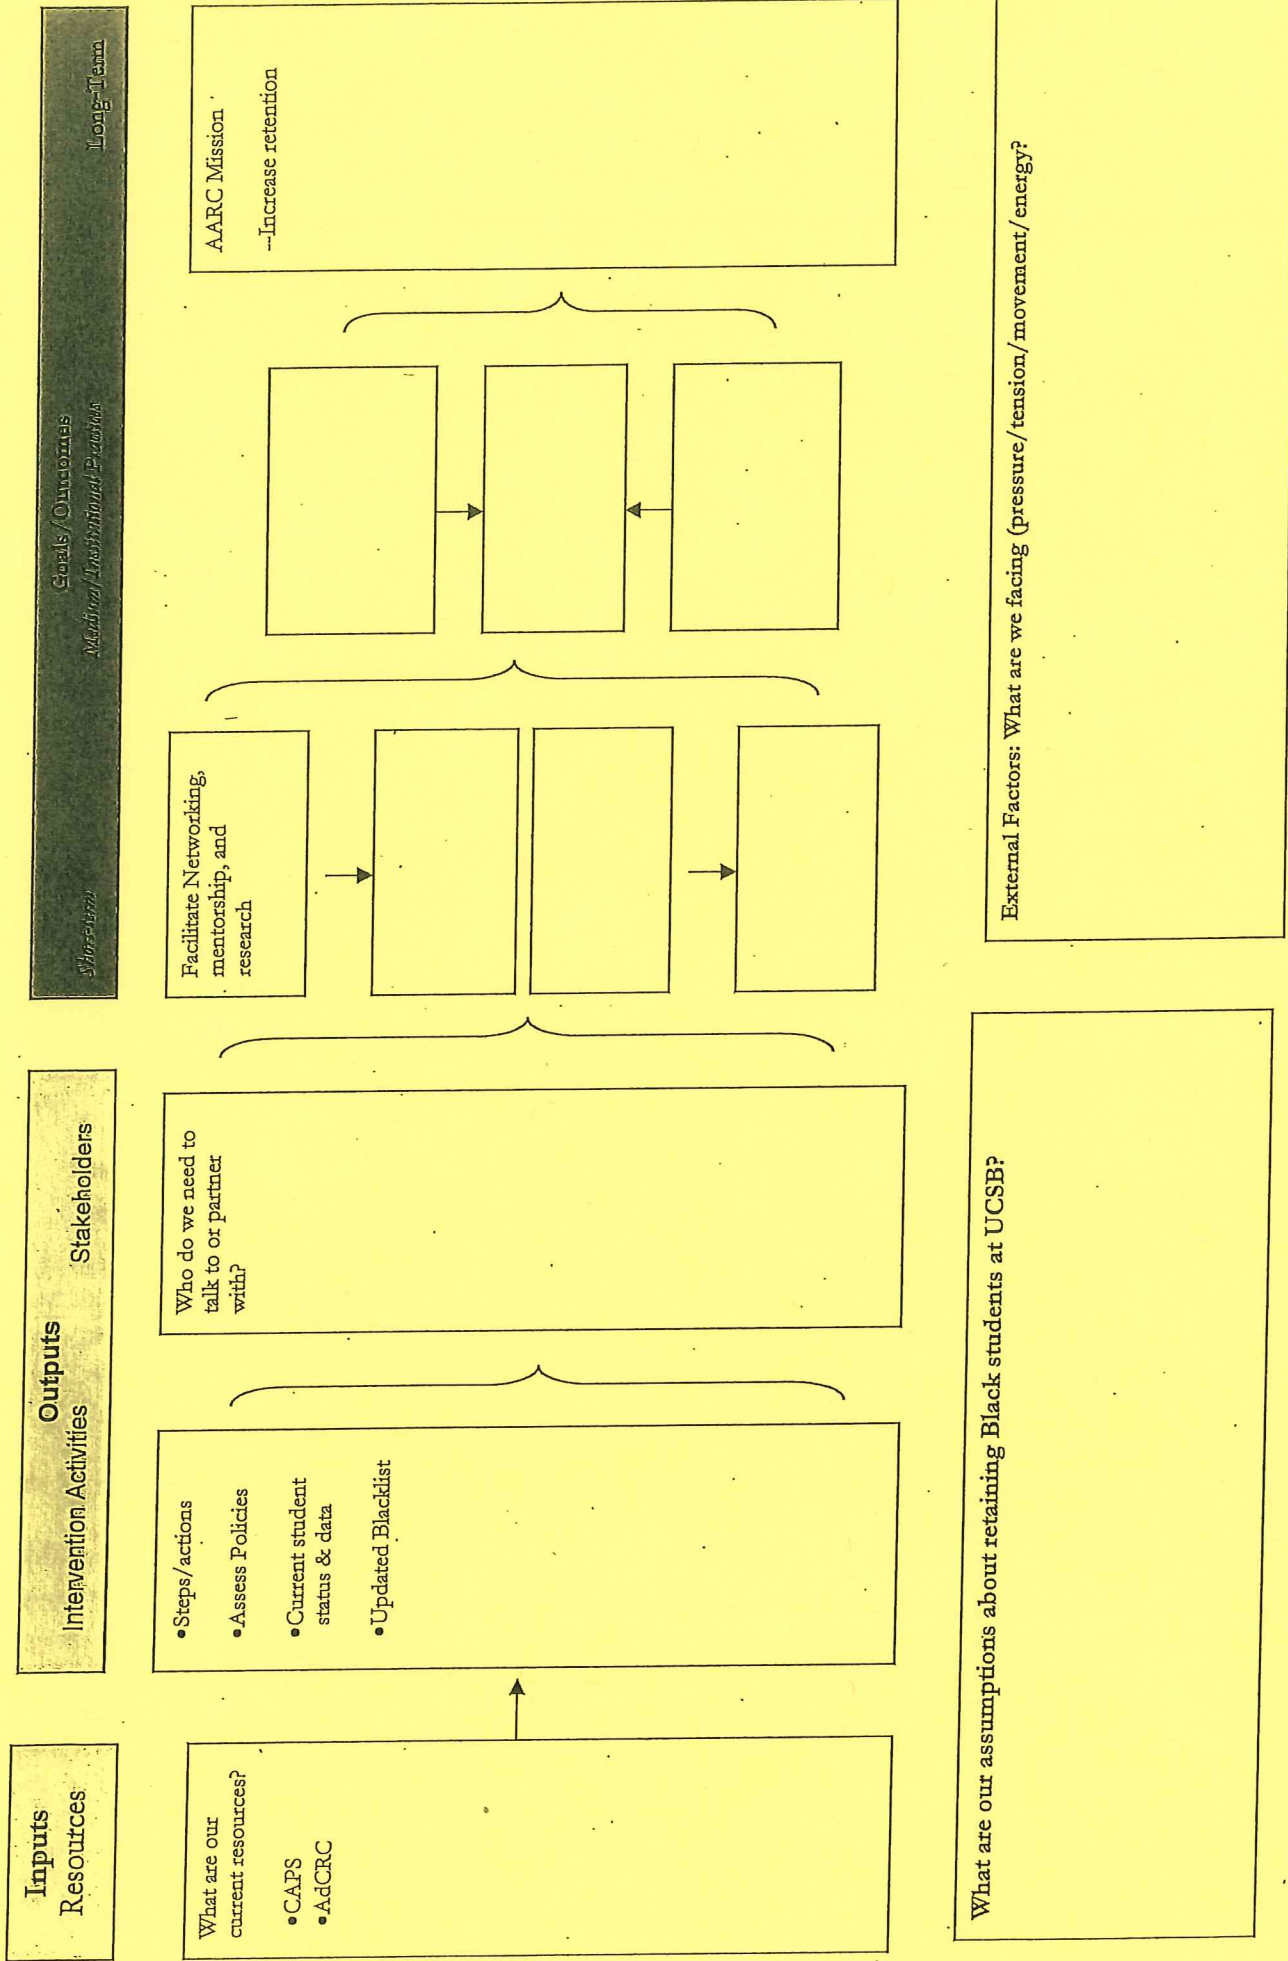 Inputs
Resources
Outputs
Intervention Activities Stakeholders
Goals/Outcomes
Short-term Medium/Institutional Practices Long-Term
What are our
current resources?
•CAPS
•AdCRC
•Steps/actions
•Assess Policies
•Current student
status & data
•Updated Blacklist
Who do we need to
talk to or partner
with?
Facilitate Networking,
mentorship, and
research
AARC Mission
--Increase retention
What are our assumptions about retaining Black students at UCSB?
External Factors: What are we facing (pressure/tension/movement/energy?